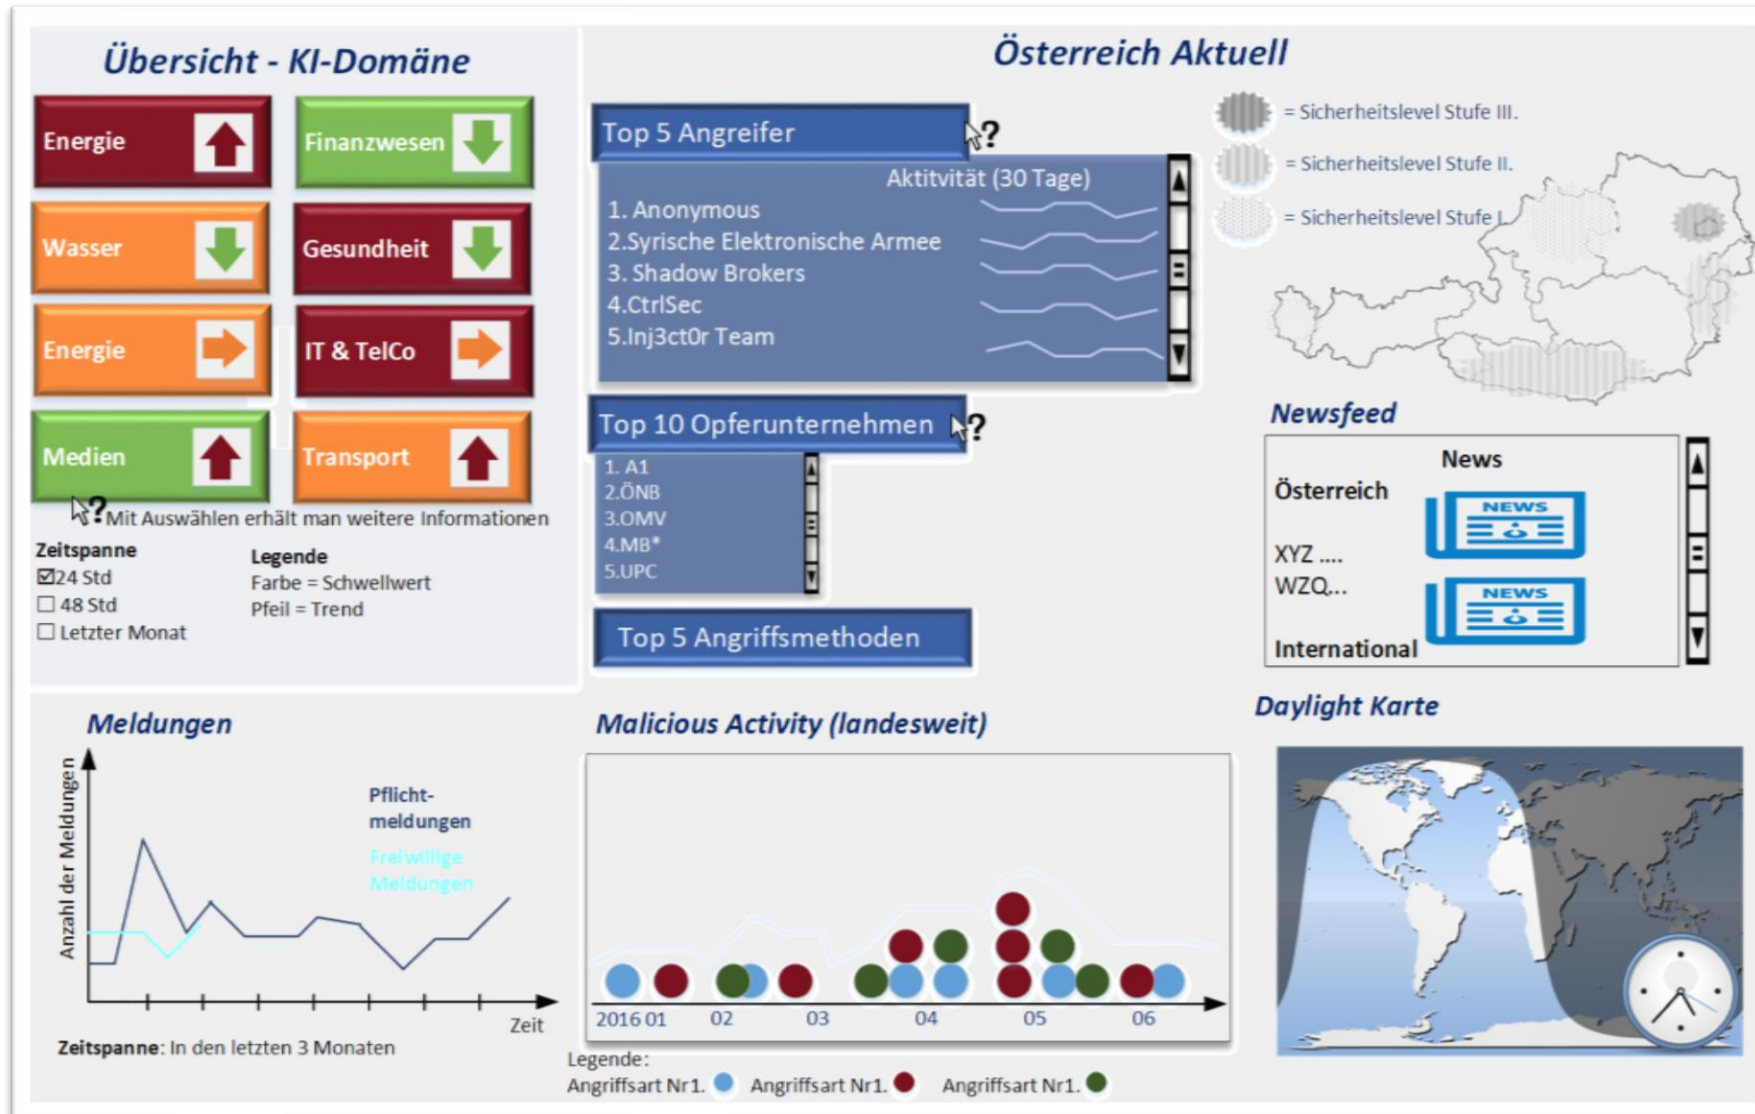 Übersicht - KI-Domäne
Energie
Finanzwesen
Wasser
Gesundheit
Energie
IT & TelCo
Medien
Transport
?
Mit Auswählen erhält man weitere Informationen
Zeitspanne
☑24 Std
☐ 48 Std
☐ Letzter Monat
Legende
Farbe = Schwellwert
Pfeil = Trend
Österreich Aktuell
Top 5 Angreifer
?
Aktitvität (30 Tage)
1. Anonymous
2.Syrische Elektronische Armee
3. Shadow Brokers
4.CtrlSec
5.Inj3ct0r Team
Top 10 Opferunternehmen
?
1. A1
2.ÖNB
3.OMV
4.MB*
5.UPC
Top 5 Angriffsmethoden
= Sicherheitslevel Stufe III.
= Sicherheitslevel Stufe II.
= Sicherheitslevel Stufe I.
Newsfeed
News
Österreich
NEWS
XYZ ....
WZQ,..
NEWS
International
Meldungen
Anzahl der Meldungen
Pflicht-
meldungen
Freiwillige
Meldungen
Zeit
Zeitspanne: In den letzten 3 Monaten
Malicious Activity (landesweit)
2016 01 02 03 04 05 06
Legende:
Angriffsart Nr1. Angriffsart Nr1. Angriffsart Nr1.
Daylight Karte